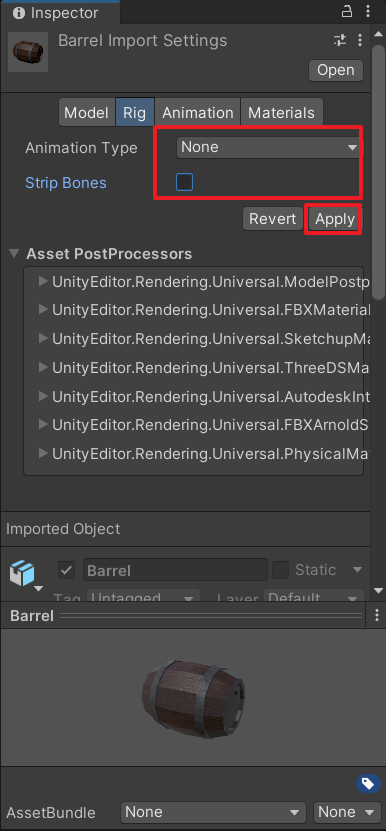 Inspector
Barrel Import Settings
Open
Model Rig Animation Materials
Animation Type None
Strip Bones
Revert Apply
Asset PostProcessors
UnityEditor.Rendering.Universal.ModelPostp
UnityEditor.Rendering.Universal.FBXMaterial
UnityEditor.Rendering.Universal.SketchupMa
UnityEditor.Rendering.Universal.ThreeDSMa
UnityEditor.Rendering.Universal.AutodeskInt
UnityEditor.Rendering.Universal.FBXArnoldS
UnityEditor.Rendering.Universal.PhysicalMa
Imported Object
Barrel Static
Tag Untagged Layer Default
Barrel
AssetBundle None None